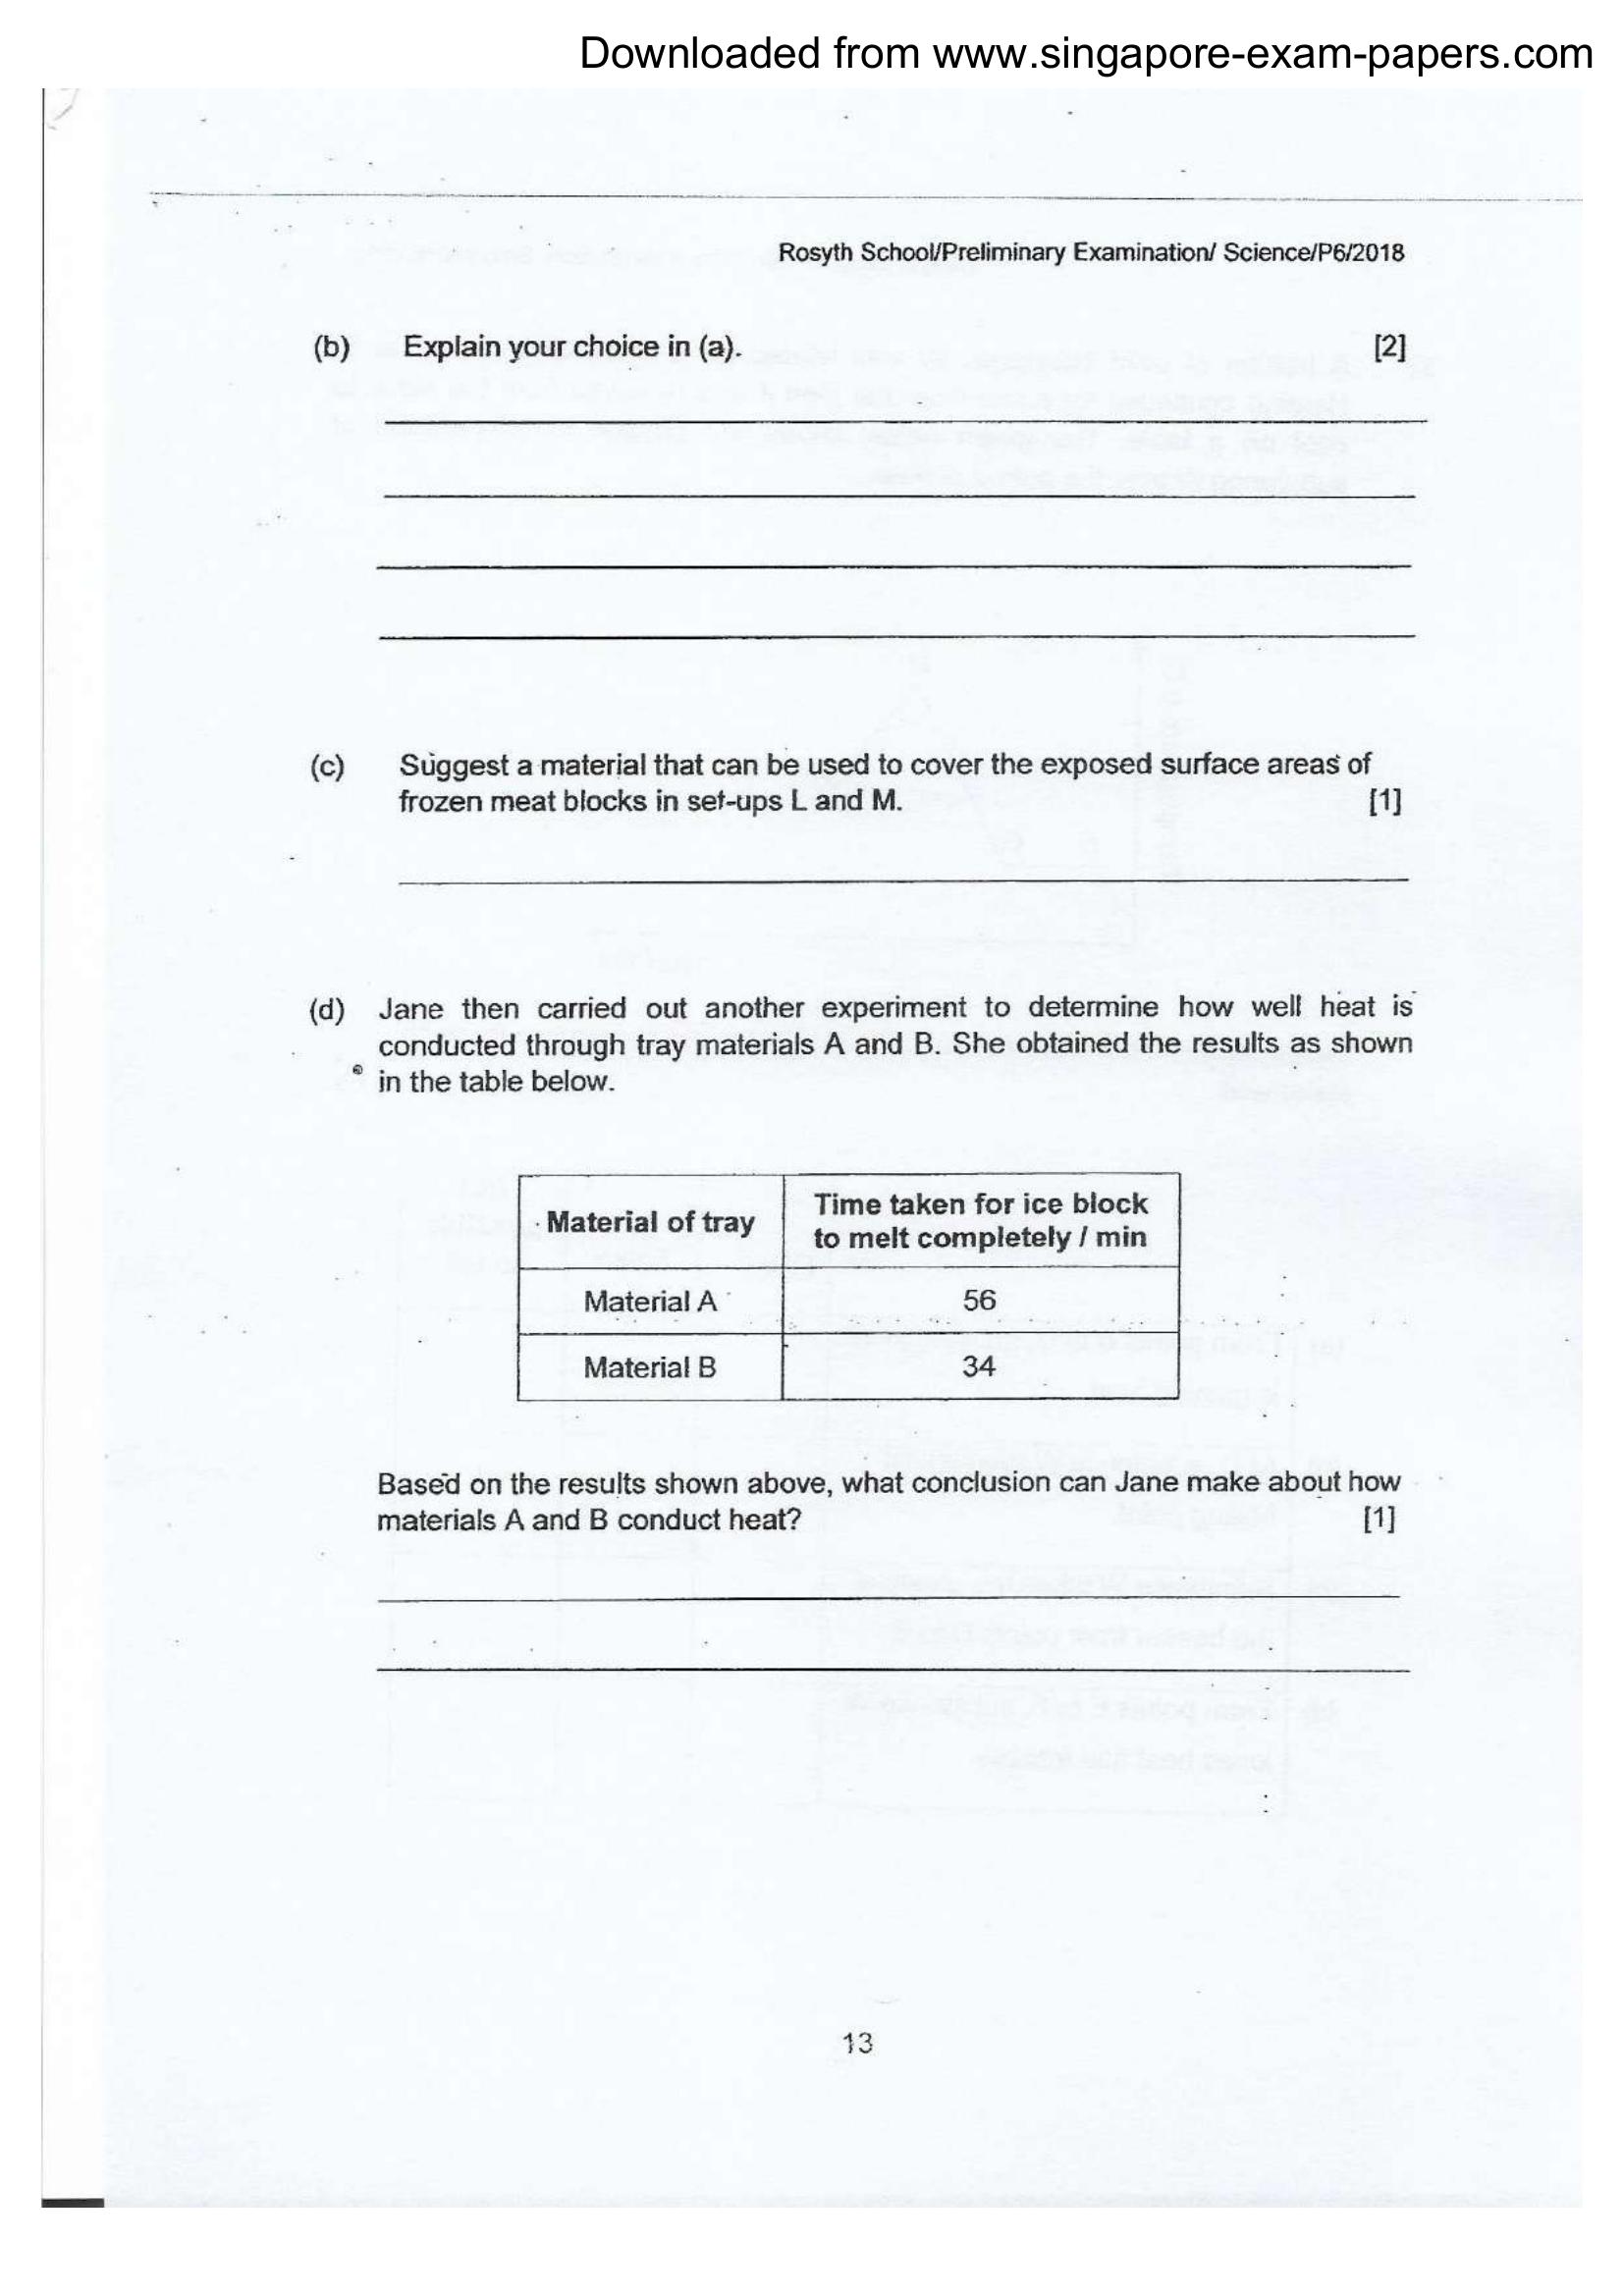 Downloaded from www.singapore-exam-papers.com
Rosyth School/Preliminary Examination/ Science/P6/2018
(b) Explain your choice in (a). [2]
(c) Suggest a material that can be used to cover the exposed surface areas of
frozen meat blocks in set-ups L and M. [1]
(d) Jane then carried out another experiment to determine how well heat is
conducted through tray materials A and B. She obtained the results as shown
in the table below.
Material of tray
Time taken for ice block
to melt completely / min
Material A 56
Material B 34
Based on the results shown above, what conclusion can Jane make about how
materials A and B conduct heat? [1]
13